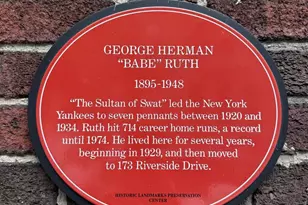 GEORGE HERMAN
"BABE" RUTH
1895-1948
"The Sultan of Swat" led the New York
Yankees to seven pennants between 1920 and
1934. Ruth hit 714 career home runs, a record
until 1974. He lived here for several years,
beginning in 1929, and then moved
to 173 Riverside Drive.
HISTORIC LANDMARKS PRESERVATION
CENTER